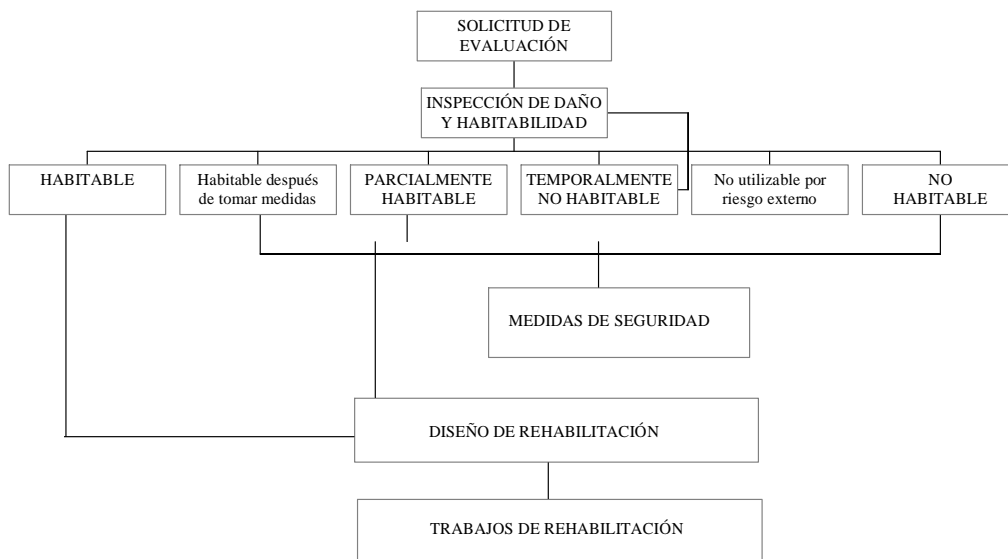 SOLICITUD DE
EVALUACIÓN
INSPECCIÓN DE DAÑO
Y HABITABILIDAD
HABITABLE
Habitable después
de tomar medidas
PARCIALMENTE
HABITABLE
TEMPORALMENTE
NO HABITABLE
No utilizable por
riesgo externo
NO
HABITABLE
MEDIDAS DE SEGURIDAD
DISEÑO DE REHABILITACIÓN
TRABAJOS DE REHABILITACIÓN